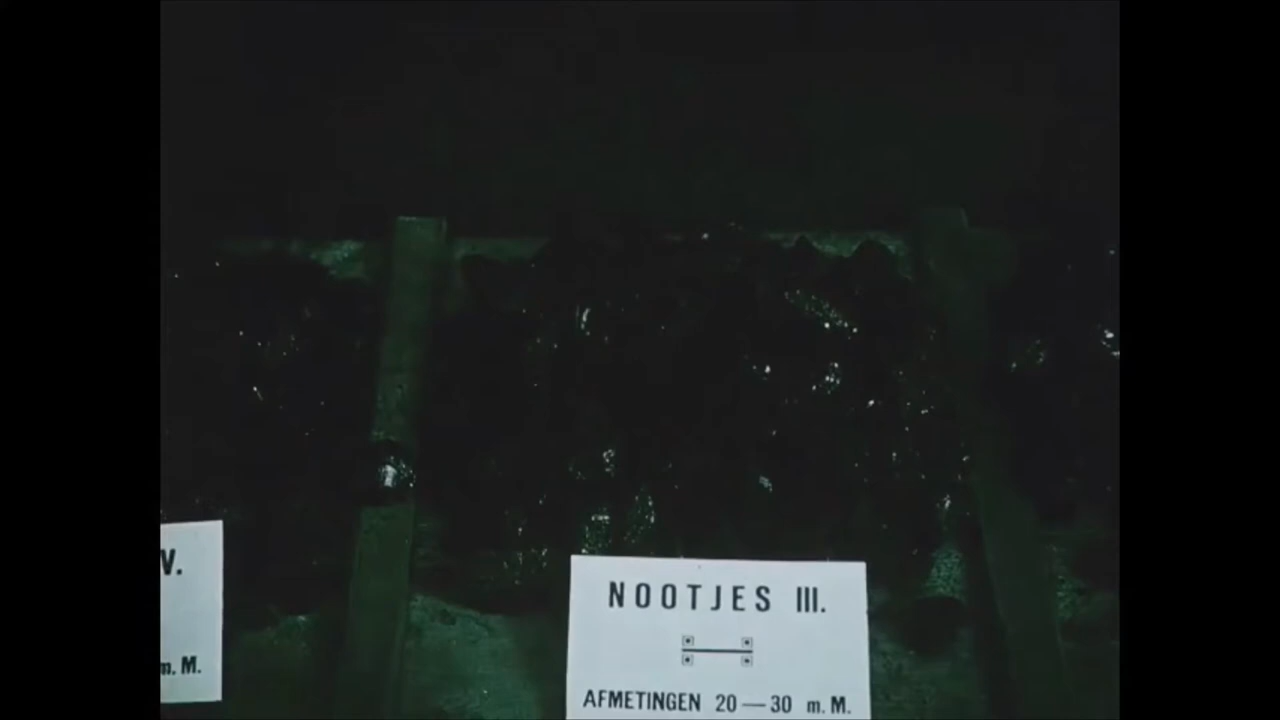 V.
m. M.
NOOTJES III.
AFMETINGEN 20—30 m. M.